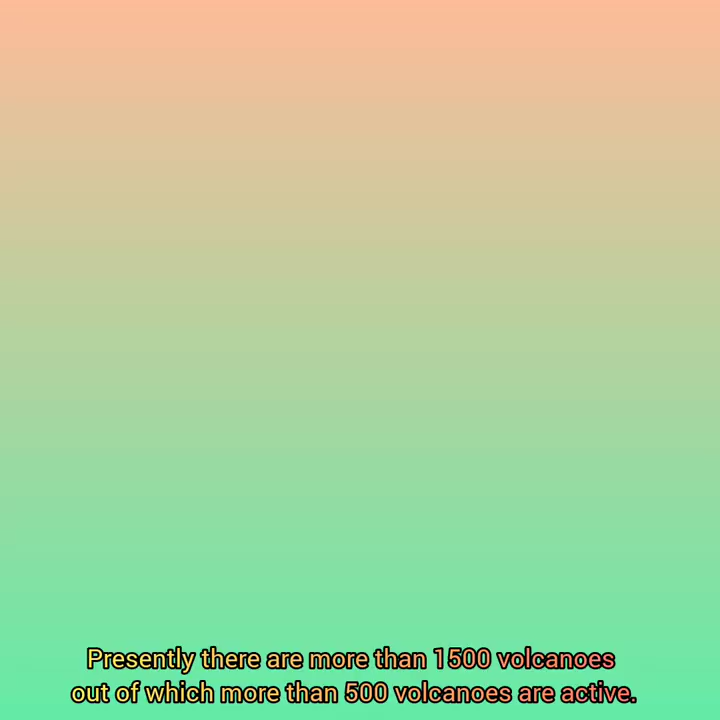 Presently there are more than 1500 volcanoes
out of which more than 500 volcanoes are active.